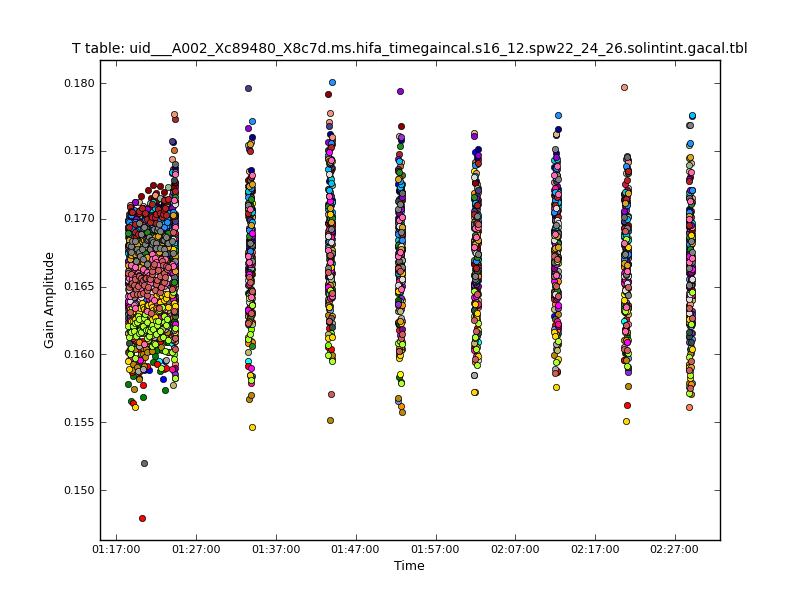 T table: uid___A002_Xc89480_X8c7d.ms.hifa_timegaincal.s16_12.spw22_24_26.solintint.gacal.tbl
0.180
0.175
0.170
0.165
0.160
0.155
0.150
Gain Amplitude
01:17:00 01:27:00 01:37:00 01:47:00 01:57:00 02:07:00 02:17:00 02:27:00
Time